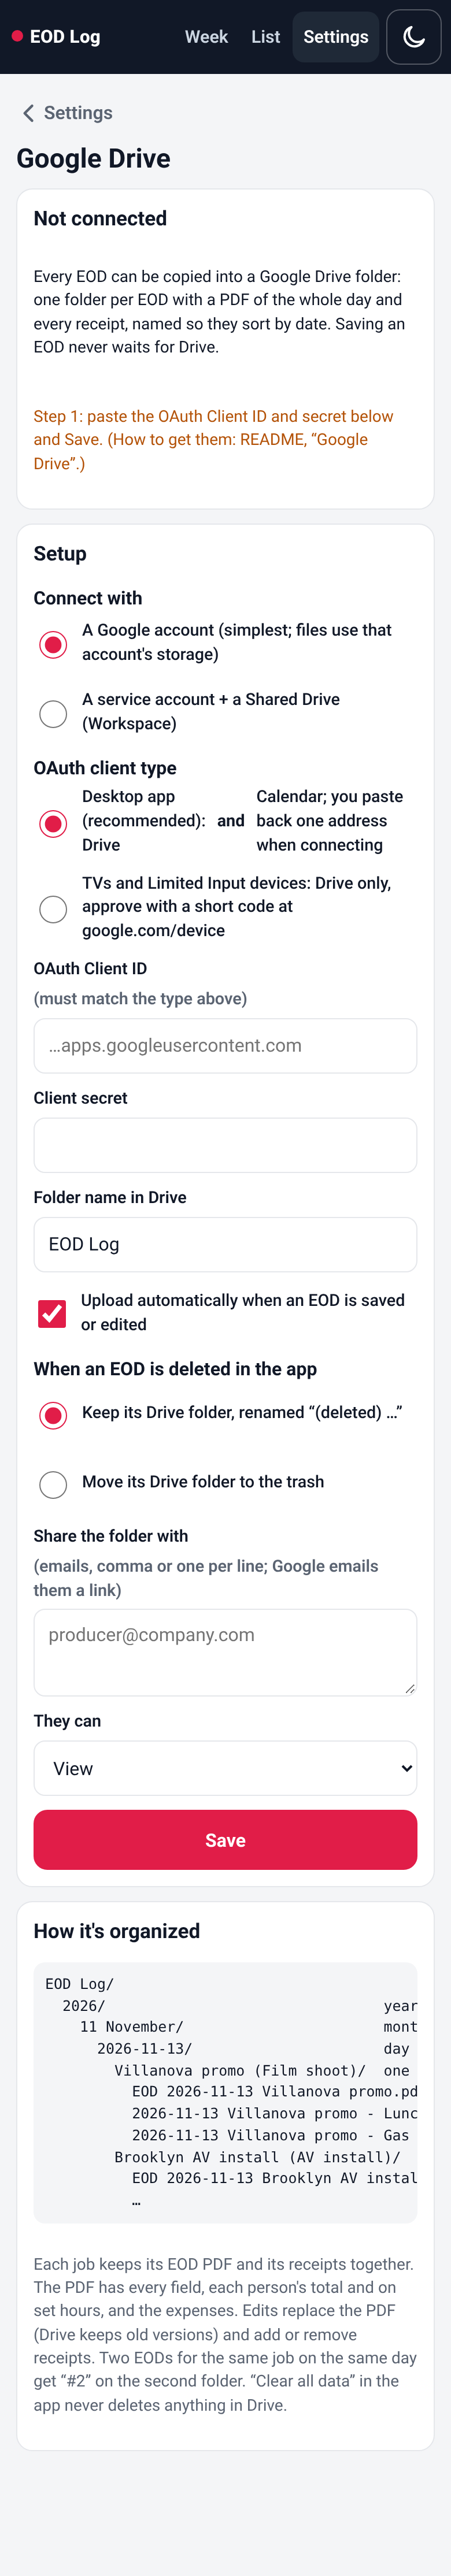 EOD Log
Week
List
Settings
Settings
Google Drive
Not connected
Every EOD can be copied into a Google Drive folder:
one folder per EOD with a PDF of the whole day and
every receipt, named so they sort by date. Saving an
EOD never waits for Drive.
Step 1: paste the OAuth Client ID and secret below
and Save. (How to get them: README, “Google
Drive”.)
Setup
Connect with
A Google account (simplest; files use that
account's storage)
A service account + a Shared Drive
(Workspace)
OAuth client type
Desktop app
(recommended):
Drive
and
Calendar; you paste
back one address
when connecting
TVs and Limited Input devices: Drive only,
approve with a short code at
google.com/device
OAuth Client ID
(must match the type above)
…apps.googleusercontent.com
Client secret
Folder name in Drive
EOD Log
Upload automatically when an EOD is saved
or edited
When an EOD is deleted in the app
Keep its Drive folder, renamed “(deleted) …”
Move its Drive folder to the trash
Share the folder with
(emails, comma or one per line; Google emails
them a link)
producer@company.com
They can
View
Save
How it's organized
EOD Log/
2026/ year
11 November/ mont
2026-11-13/ day
Villanova promo (Film shoot)/ one
EOD 2026-11-13 Villanova promo.pd
2026-11-13 Villanova promo - Lunc
2026-11-13 Villanova promo - Gas
Brooklyn AV install (AV install)/
EOD 2026-11-13 Brooklyn AV instal
…
Each job keeps its EOD PDF and its receipts together.
The PDF has every field, each person's total and on
set hours, and the expenses. Edits replace the PDF
(Drive keeps old versions) and add or remove
receipts. Two EODs for the same job on the same day
get “#2” on the second folder. “Clear all data” in the
app never deletes anything in Drive.